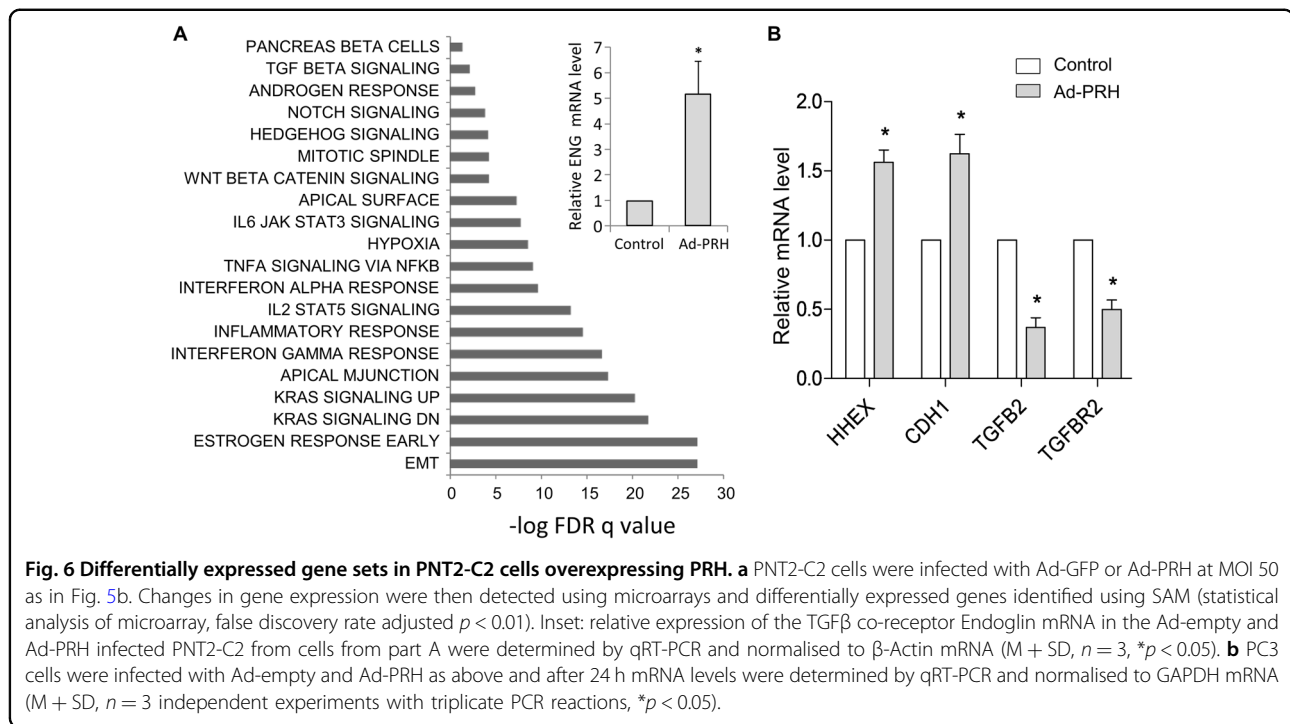 A
PANCREAS BETA CELLS
TGF BETA SIGNALING
ANDROGEN RESPONSE
NOTCH SIGNALING
HEDGEHOG SIGNALING
MITOTIC SPINDLE
WNT BETA CATENIN SIGNALING
APICAL SURFACE
IL6 JAK STAT3 SIGNALING
HYPOXIA
TNFA SIGNALING VIA NFKB
INTERFERON ALPHA RESPONSE
IL2 STAT5 SIGNALING
INFLAMMATORY RESPONSE
INTERFERON GAMMA RESPONSE
APICAL MJUNCTION
KRAS SIGNALING UP
KRAS SIGNALING DN
ESTROGEN RESPONSE EARLY
EMT
0 5 10 15 20 25 30
-log FDR q value
Relative ENG mRNA level
7
6
5
4
3
2
1
0
*
Control Ad-PRH
B
Control
Ad-PRH
Relative mRNA level
2.0
1.5
1.0
0.5
0.0
* * * *
HHEX CDH1 TGFB2 TGFBR2
Fig. 6 Differentially expressed gene sets in PNT2-C2 cells overexpressing PRH. a PNT2-C2 cells were infected with Ad-GFP or Ad-PRH at MOI 50
as in Fig. 5b. Changes in gene expression were then detected using microarrays and differentially expressed genes identified using SAM (statistical
analysis of microarray, false discovery rate adjusted p < 0.01). Inset: relative expression of the TGFβ co-receptor Endoglin mRNA in the Ad-empty and
Ad-PRH infected PNT2-C2 from cells from part A were determined by qRT-PCR and normalised to β-Actin mRNA (M + SD, n = 3, *p < 0.05). b PC3
cells were infected with Ad-empty and Ad-PRH as above and after 24 h mRNA levels were determined by qRT-PCR and normalised to GAPDH mRNA
(M + SD, n = 3 independent experiments with triplicate PCR reactions, *p < 0.05).